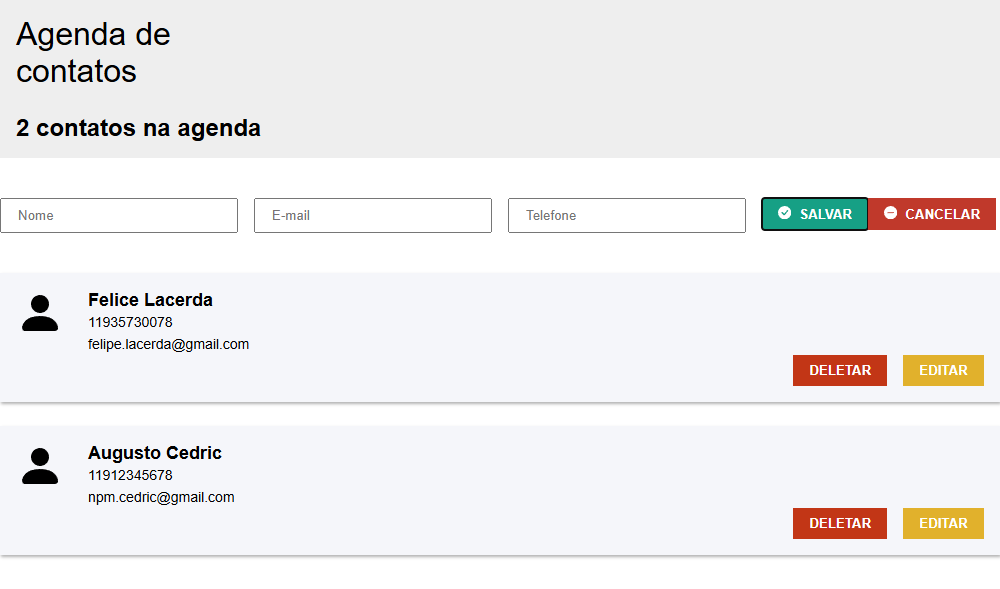 Agenda de
contatos
2 contatos na agenda
Nome E-mail Telefone SALVAR CANCELAR
Felice Lacerda
11935730078
felipe.lacerda@gmail.com
DELETAR EDITAR
Augusto Cedric
11912345678
npm.cedric@gmail.com
DELETAR EDITAR